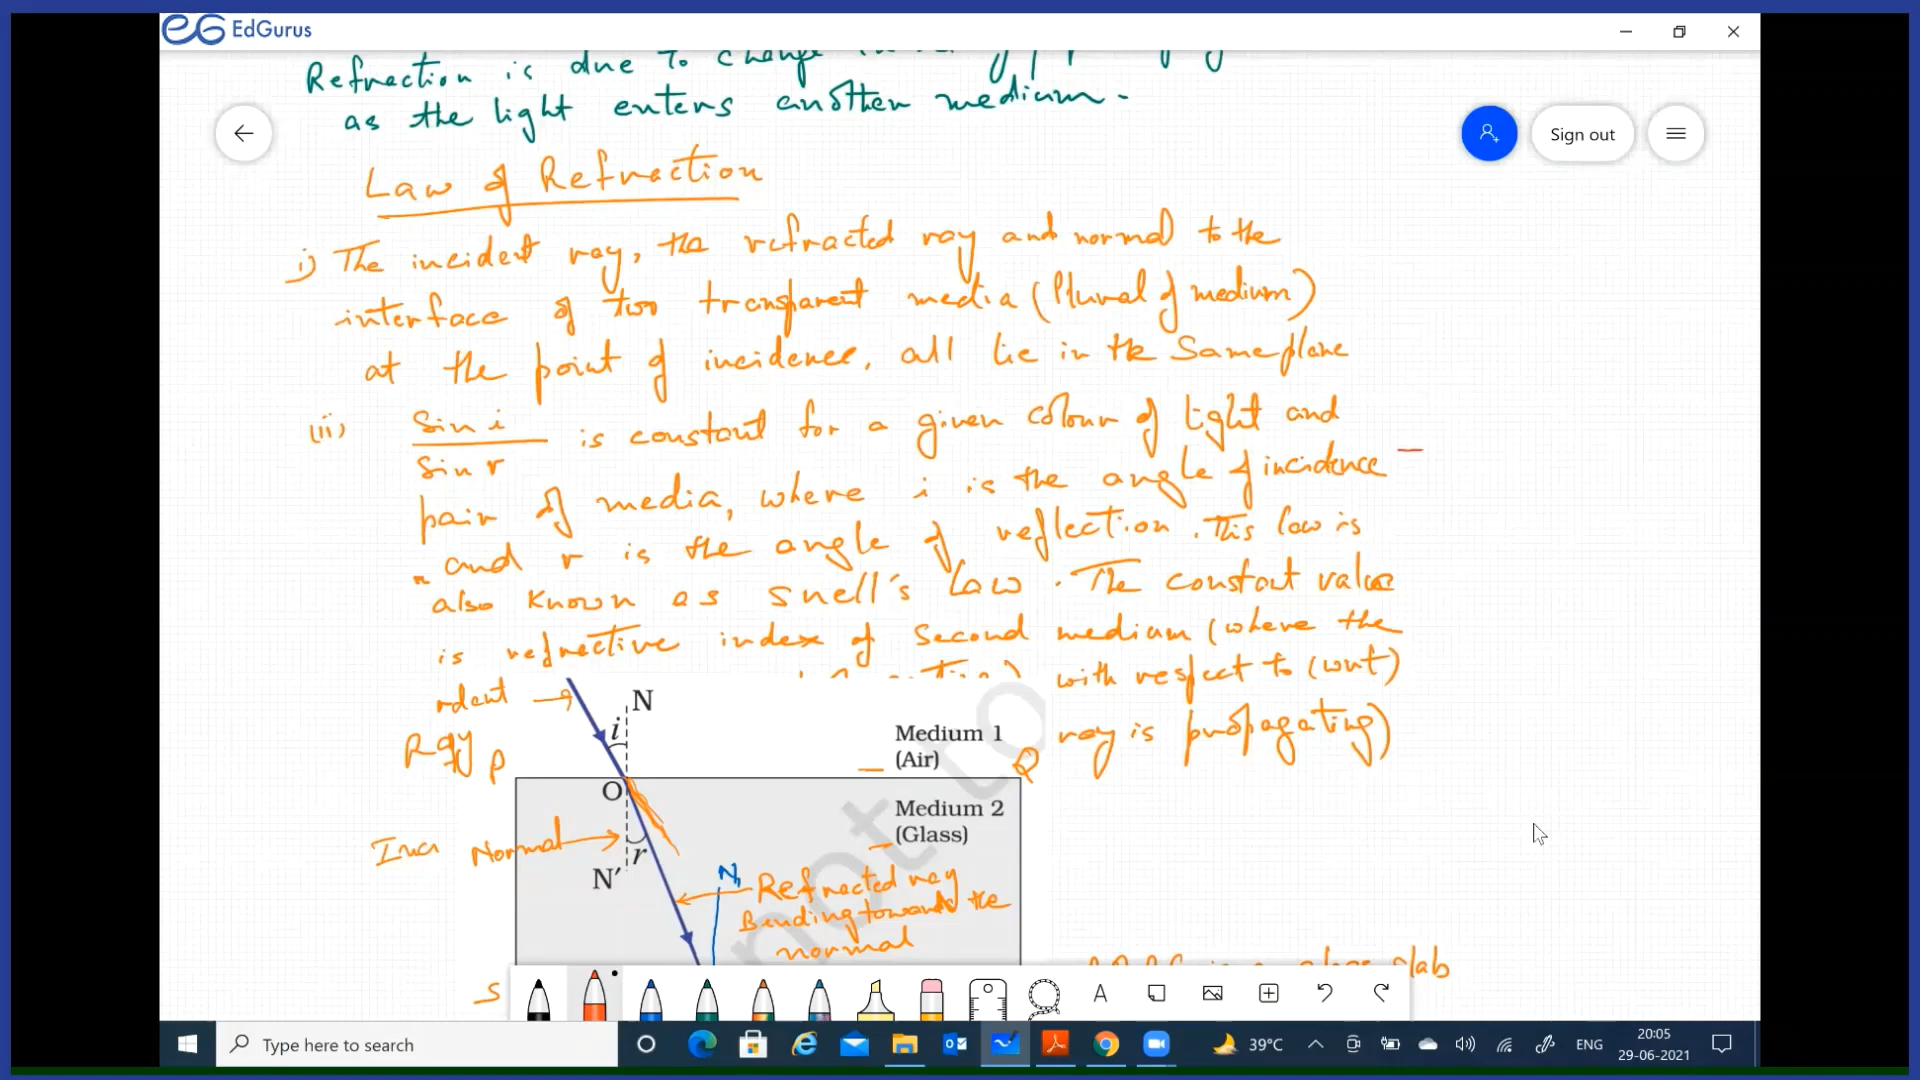 EdGurus
Refraction is due to change
as the light enters another medium.
Sign out
Law of Refraction
i) The incident ray, the refracted ray and normal to the
interface of two transparent media (Plural of medium)
at the point of incidence, all lie in the same plane
(ii) sin i
sin r
is constant for a given colour of light and
pair of media, where i is the angle of incidence
and r is the angle of reflection. This law is
also known as snell's Law. The constant value
is refractive index of second medium (where the
with respect to (wrt)
ray is propagating)
Ray
N
i
P
Medium 1
(Air)
Q
O
Medium 2
(Glass)
Normal
r
N'
N1
Refracted ray
Bending towards the
normal
not to
slab
S
A
Type here to search
39°C
ENG
20:05
29-06-2021